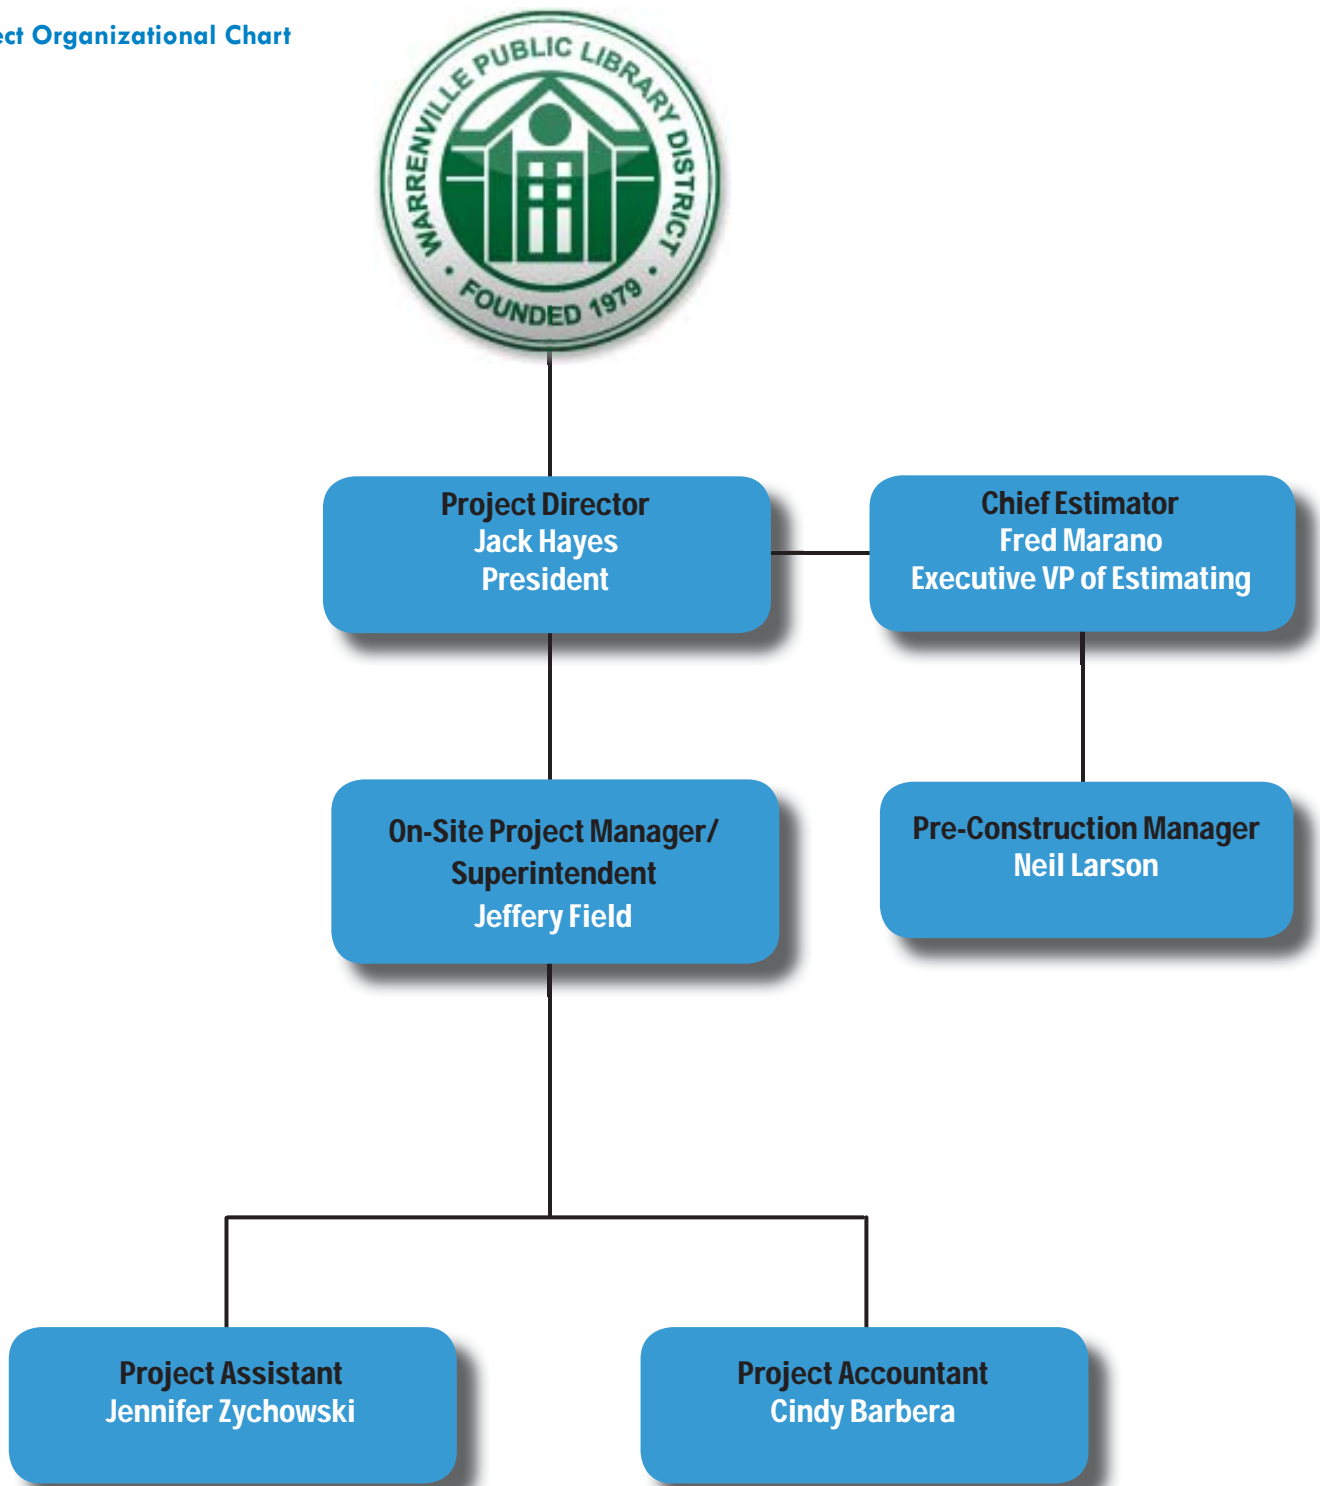 ect Organizational Chart
WARRENVILLE PUBLIC LIBRARY DISTRICT
• FOUNDED 1979 •
Project Director
Jack Hayes
President
Chief Estimator
Fred Marano
Executive VP of Estimating
On-Site Project Manager/
Superintendent
Jeffery Field
Pre-Construction Manager
Neil Larson
Project Assistant
Jennifer Zychowski
Project Accountant
Cindy Barbera